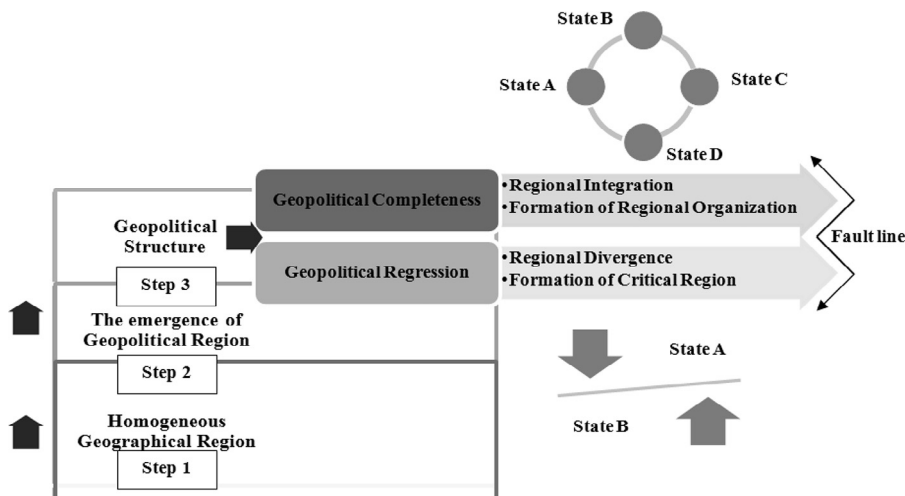 State B
State A
State C
State D
Geopolitical Completeness
• Regional Integration
• Formation of Regional Organization
Geopolitical
Structure
Fault line
Geopolitical Regression
• Regional Divergence
• Formation of Critical Region
Step 3
The emergence of
Geopolitical Region
Step 2
State A
State B
Homogeneous
Geographical Region
Step 1